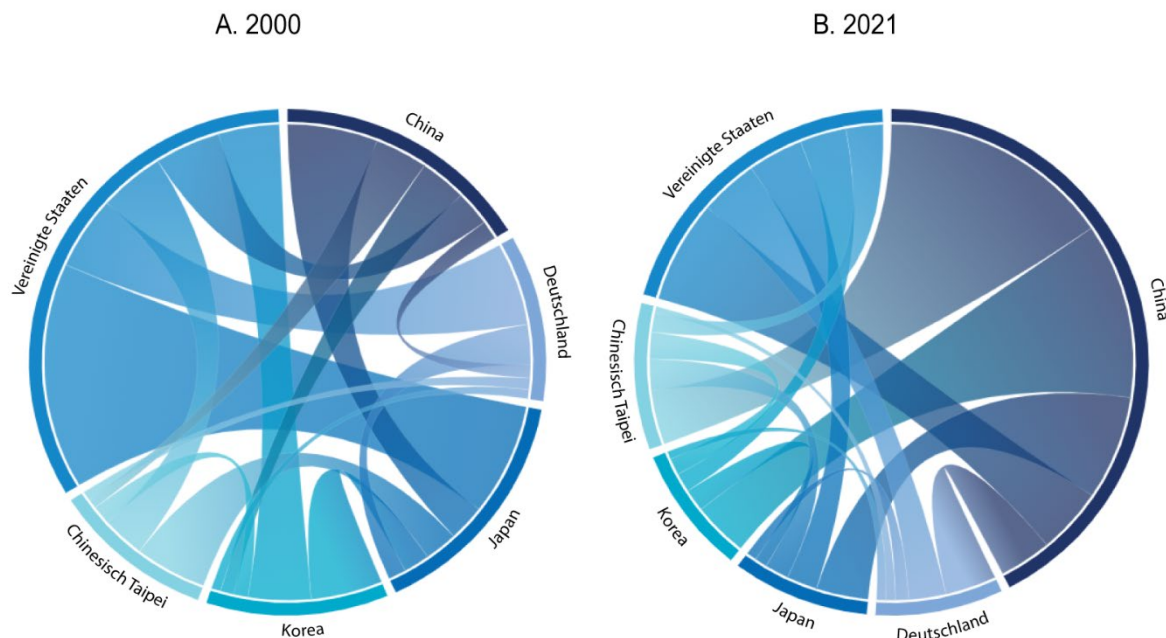 A. 2000
Vereinigte Staaten
China
Deutschland
Japan
Korea
Chinesisch Taipei
B. 2021
Vereinigte Staaten
China
Deutschland
Japan
Korea
Chinesisch Taipei